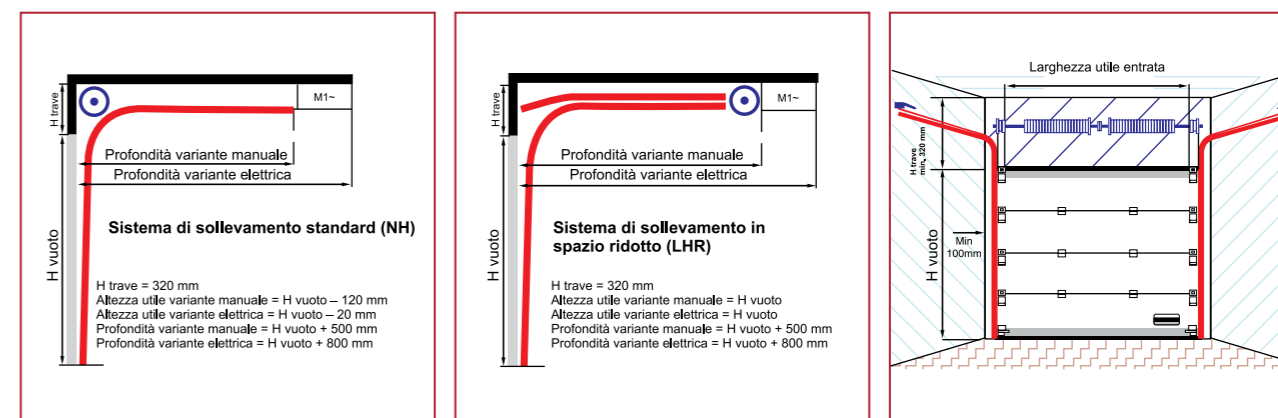 H trave
M1~
Profondità variante manuale
Profondità variante elettrica
H vuoto
Sistema di sollevamento standard (NH)
H trave = 320 mm
Altezza utile variante manuale = H vuoto – 120 mm
Altezza utile variante elettrica = H vuoto – 20 mm
Profondità variante manuale = H vuoto + 500 mm
Profondità variante elettrica = H vuoto + 800 mm
H trave
M1~
Profondità variante manuale
Profondità variante elettrica
H vuoto
Sistema di sollevamento in
spazio ridotto (LHR)
H trave = 320 mm
Altezza utile variante manuale = H vuoto
Altezza utile variante elettrica = H vuoto
Profondità variante manuale = H vuoto + 500 mm
Profondità variante elettrica = H vuoto + 800 mm
Larghezza utile entrata
H trave
min. 320 mm
H vuoto
Min
100mm